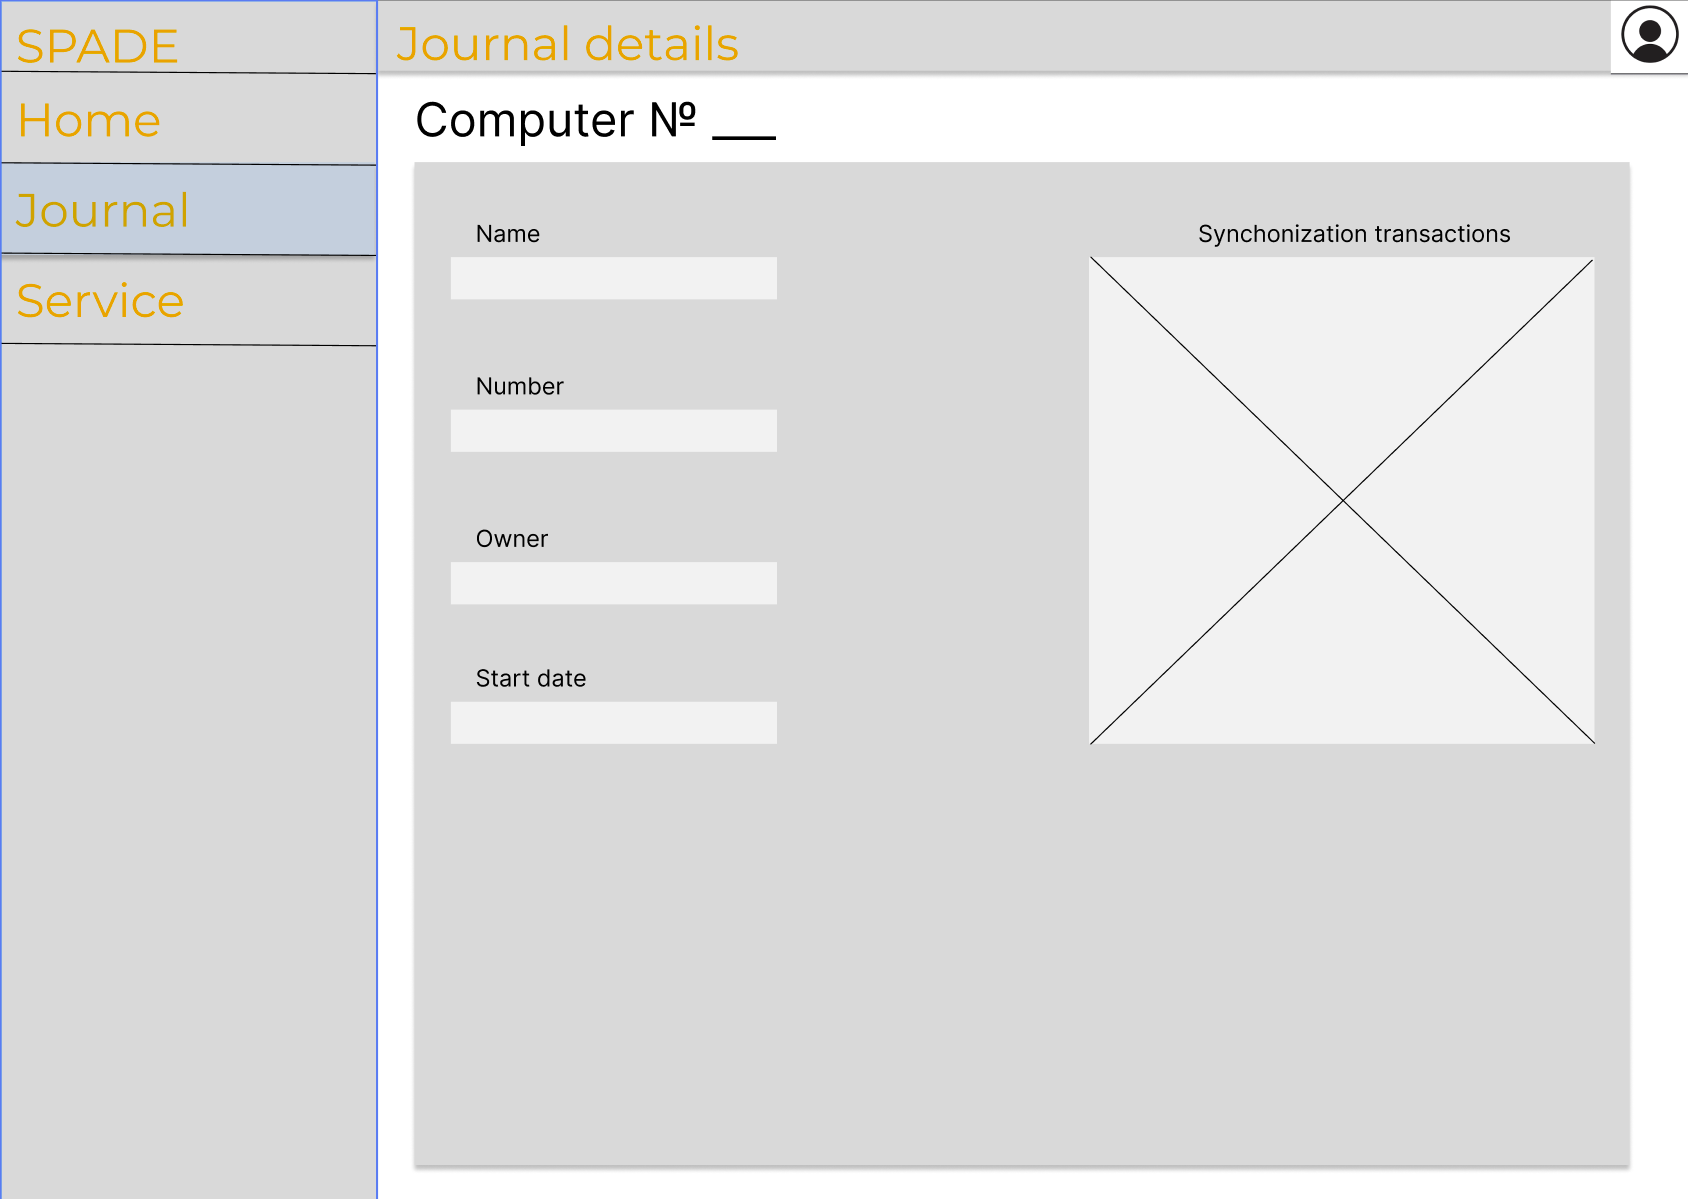 SPADE
Home
Journal
Service
Journal details
Computer № ___
Name
Number
Owner
Start date
Synchonization transactions